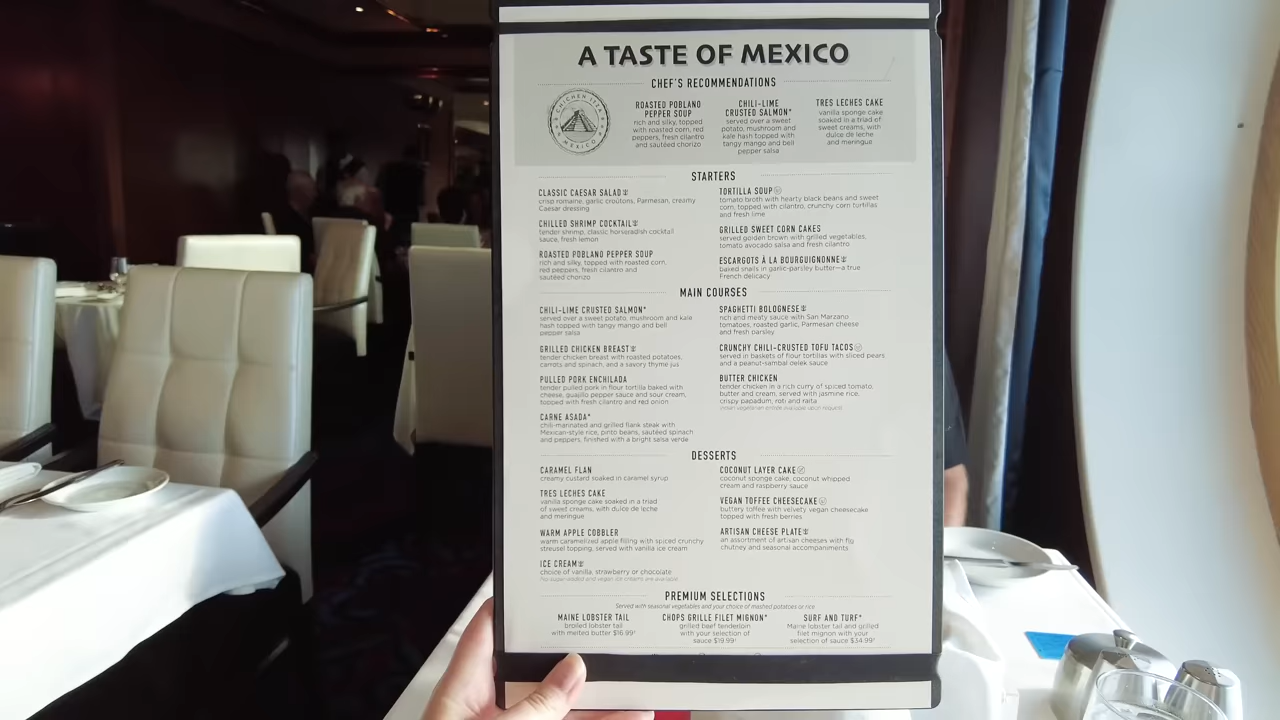 A TASTE OF MEXICO
CHEF'S RECOMMENDATIONS
CHICHEN ITZA
MEXICO
ROASTED POBLANO
PEPPER SOUP
rich and silky, topped
with roasted corn, red
peppers, fresh cilantro
and sautéed chorizo
CHILI-LIME
CRUSTED SALMON*
served over a sweet
potato, mushroom and
kale hash topped with
tangy mango and bell
pepper salsa
TRES LECHES CAKE
vanilla sponge cake
soaked in a triad of
sweet creams, with
dulce de leche
and meringue
STARTERS
CLASSIC CAESAR SALAD
crisp romaine, garlic croutons, Parmesan, creamy
Caesar dressing
CHILLED SHRIMP COCKTAIL
tender shrimp, classic horseradish cocktail
sauce, fresh lemon
ROASTED POBLANO PEPPER SOUP
rich and silky, topped with roasted corn,
red peppers, fresh cilantro and
sautéed chorizo
TORTILLA SOUP
tomato broth with hearty black beans and sweet
corn, topped with cilantro, crunchy corn tortillas
and fresh lime
GRILLED SWEET CORN CAKES
served golden brown with grilled vegetables,
tomato avocado salsa and fresh cilantro
ESCARGOTS À LA BOURGUIGNONNE
baked snails in garlic-parsley butter—a true
French delicacy
MAIN COURSES
CHILI-LIME CRUSTED SALMON*
served over a sweet potato, mushroom and kale
hash topped with tangy mango and bell
pepper salsa
GRILLED CHICKEN BREAST
tender chicken breast with roasted potatoes,
carrots and spinach, and a savory thyme jus
PULLED PORK ENCHILADA
tender pulled pork in flour tortilla baked with
cheese, guajillo pepper sauce and sour cream,
topped with fresh cilantro and red onion
CARNE ASADA*
chili-marinated and grilled flank steak with
Mexican-style rice, pinto beans, sautéed spinach
and peppers, finished with a bright salsa verde
SPAGHETTI BOLOGNESE
rich and meaty sauce with San Marzano
tomatoes, roasted garlic, Parmesan cheese
and fresh parsley
CRUNCHY CHILI-CRUSTED TOFU TACOS
served in baskets of flour tortillas with sliced pears
and a peanut-sambal oelek sauce
BUTTER CHICKEN
tender chicken in a rich curry of spiced tomato,
butter and cream, served with jasmine rice,
crispy papadum, roti and raita
Indian vegetarian entrée available upon request
DESSERTS
CARAMEL FLAN
creamy custard soaked in caramel syrup
TRES LECHES CAKE
vanilla sponge cake soaked in a triad
of sweet creams, with dulce de leche
and meringue
WARM APPLE COBBLER
warm caramelized apple filling with spiced crunchy
streusel topping, served with vanilla ice cream
ICE CREAM
choice of vanilla, strawberry or chocolate
No sugar-added and vegan ice creams are available
COCONUT LAYER CAKE
coconut sponge cake, coconut whipped
cream and raspberry sauce
VEGAN TOFFEE CHEESECAKE
buttery toffee with velvety vegan cheesecake
topped with fresh berries
ARTISAN CHEESE PLATE
an assortment of artisan cheeses with fig
chutney and seasonal accompaniments
PREMIUM SELECTIONS
Served with seasonal vegetables and your choice of mashed potatoes or rice
MAINE LOBSTER TAIL
broiled lobster tail
with melted butter $16.99†
CHOPS GRILLE FILET MIGNON*
grilled beef tenderloin
with your selection of
sauce $19.99†
SURF AND TURF*
Maine lobster tail and grilled
filet mignon with your
selection of sauce $34.99†